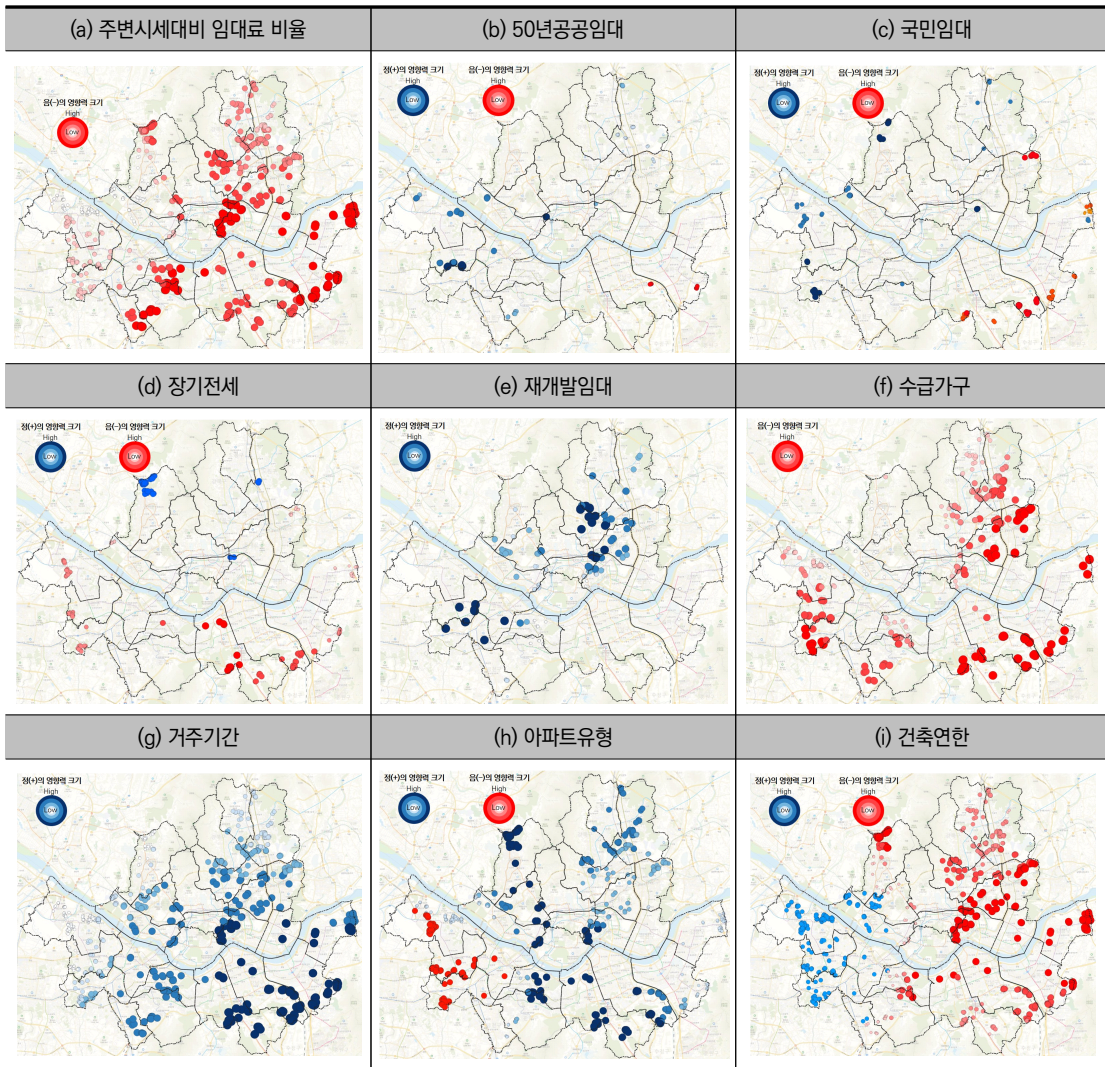 (a) 주변시세대비 임대료 비율
(b) 50년공공임대
(c) 국민임대
음(−)의 영향력 크기
High
Low
정(+)의 영향력 크기
음(−)의 영향력 크기
High
High
Low
Low
정(+)의 영향력 크기
음(−)의 영향력 크기
High
High
Low
Low
(d) 장기전세
(e) 재개발임대
(f) 수급가구
정(+)의 영향력 크기
음(−)의 영향력 크기
High
High
Low
Low
정(+)의 영향력 크기
High
Low
음(−)의 영향력 크기
High
Low
(g) 거주기간
(h) 아파트유형
(i) 건축연한
정(+)의 영향력 크기
High
Low
정(+)의 영향력 크기
음(−)의 영향력 크기
High
High
Low
Low
정(+)의 영향력 크기
음(−)의 영향력 크기
High
High
Low
Low